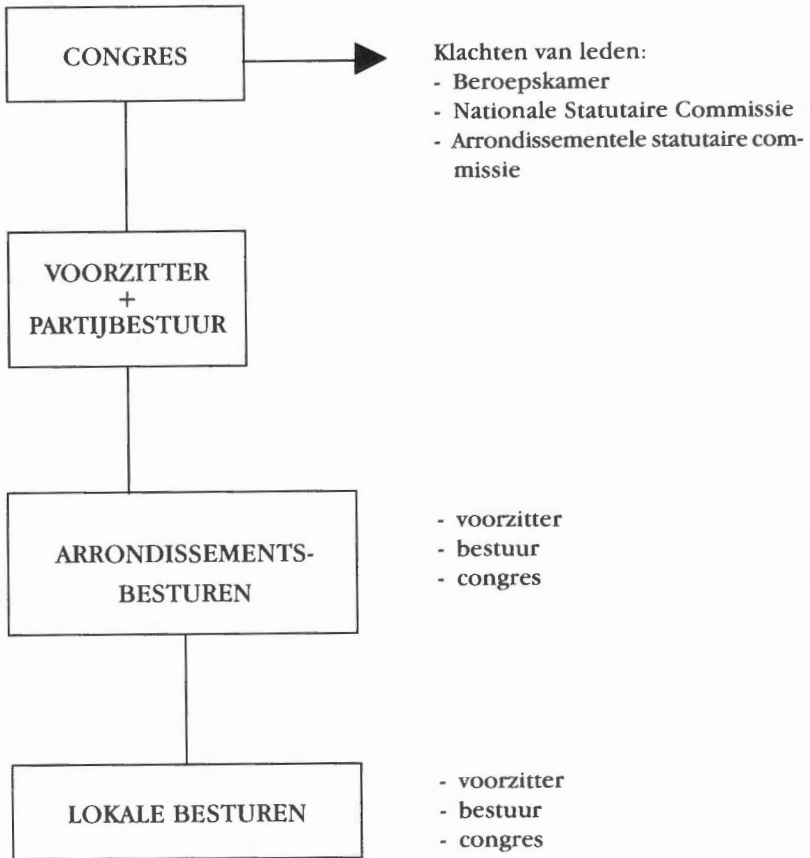 CONGRES
Klachten van leden:
- Beroepskamer
- Nationale Statutaire Commissie
- Arrondissementele statutaire com-
missie
VOORZITTER
+
PARTIJBESTUUR
ARRONDISSEMENTS-
BESTUREN
- voorzitter
- bestuur
- congres
LOKALE BESTUREN
- voorzitter
- bestuur
- congres